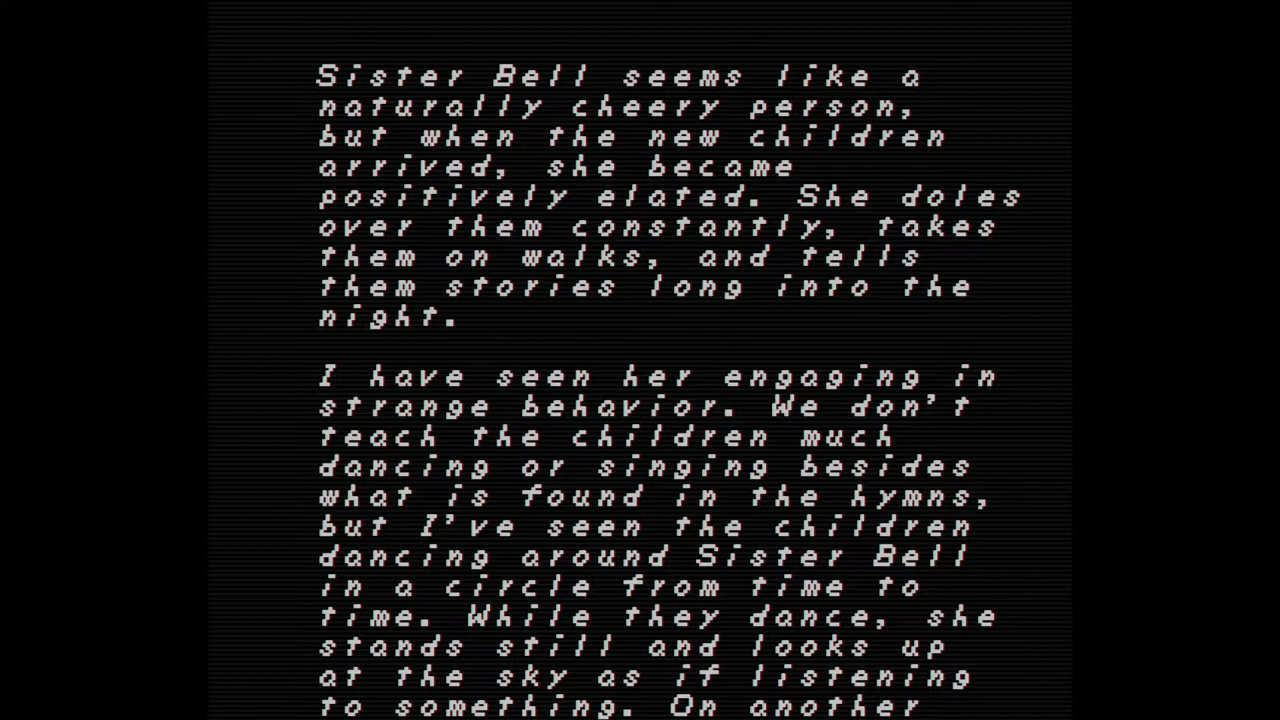 Sister Bell seems like a
naturally cheery person,
but when the new children
arrived, she became
positively elated. She doles
over them constantly, takes
them on walks, and tells
them stories long into the
night.
I have seen her engaging in
strange behavior. We don't
teach the children much
dancing or singing besides
what is found in the hymns,
but I've seen the children
dancing around Sister Bell
in a circle from time to
time. While they dance, she
stands still and looks up
at the sky as if listening
to something. On another